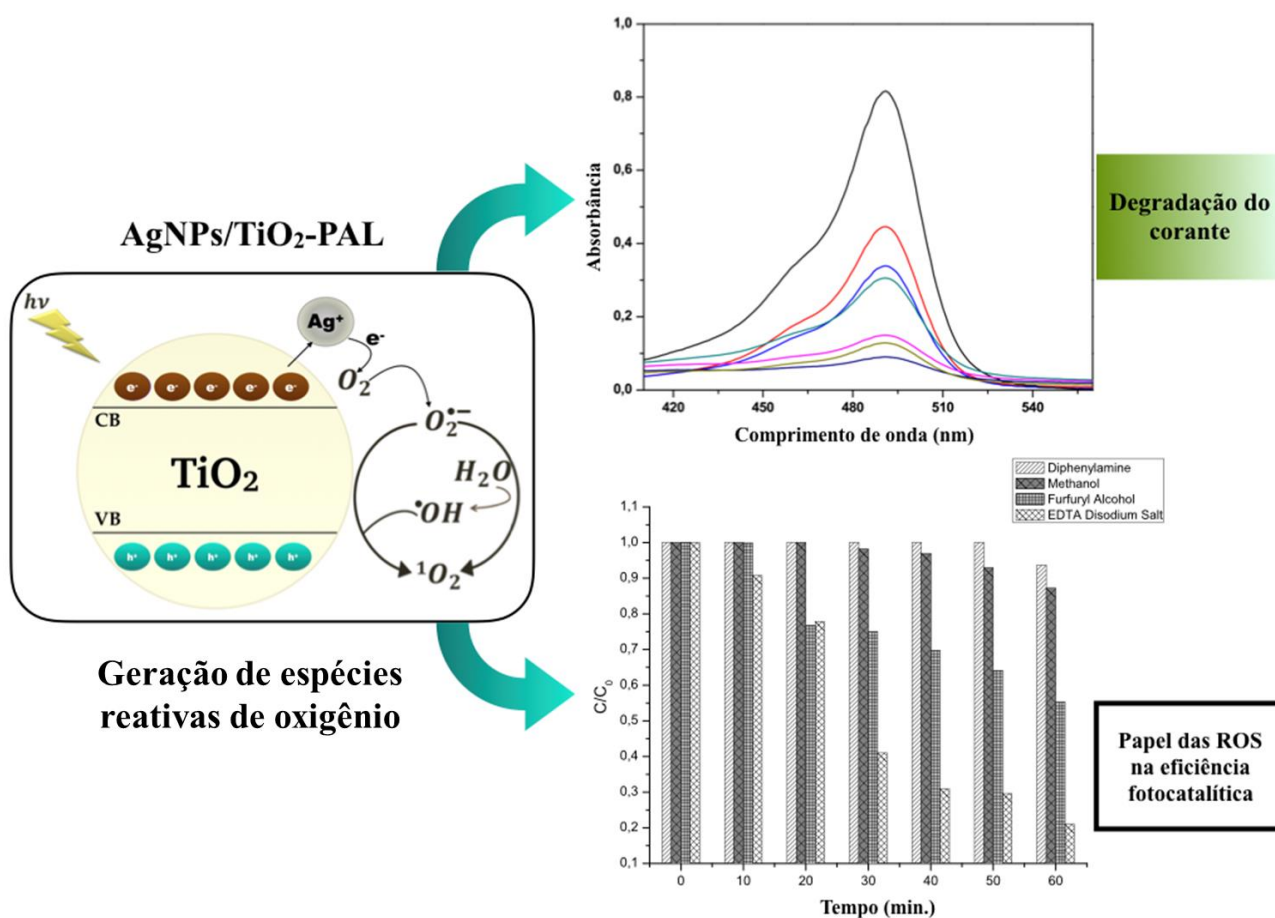 AgNPs/TiO₂-PAL
hν
Ag⁺
e⁻
O₂
e⁻ e⁻ e⁻ e⁻ e⁻
CB
O₂•⁻
TiO₂
H₂O
•OH
VB
h⁺ h⁺ h⁺ h⁺ h⁺
¹O₂
Geração de espécies
reativas de oxigênio
1,0
0,8
0,6
0,4
0,2
0,0
Absorbância
420 450 480 510 540
Comprimento de onda (nm)
Degradação do
corante
Diphenylamine
Methanol
Furfuryl Alcohol
EDTA Disodium Salt
1,1
1,0
0,9
0,8
0,7
0,6
0,5
0,4
0,3
0,2
0,1
C/C₀
0 10 20 30 40 50 60
Tempo (min.)
Papel das ROS
na eficiência
fotocatalítica